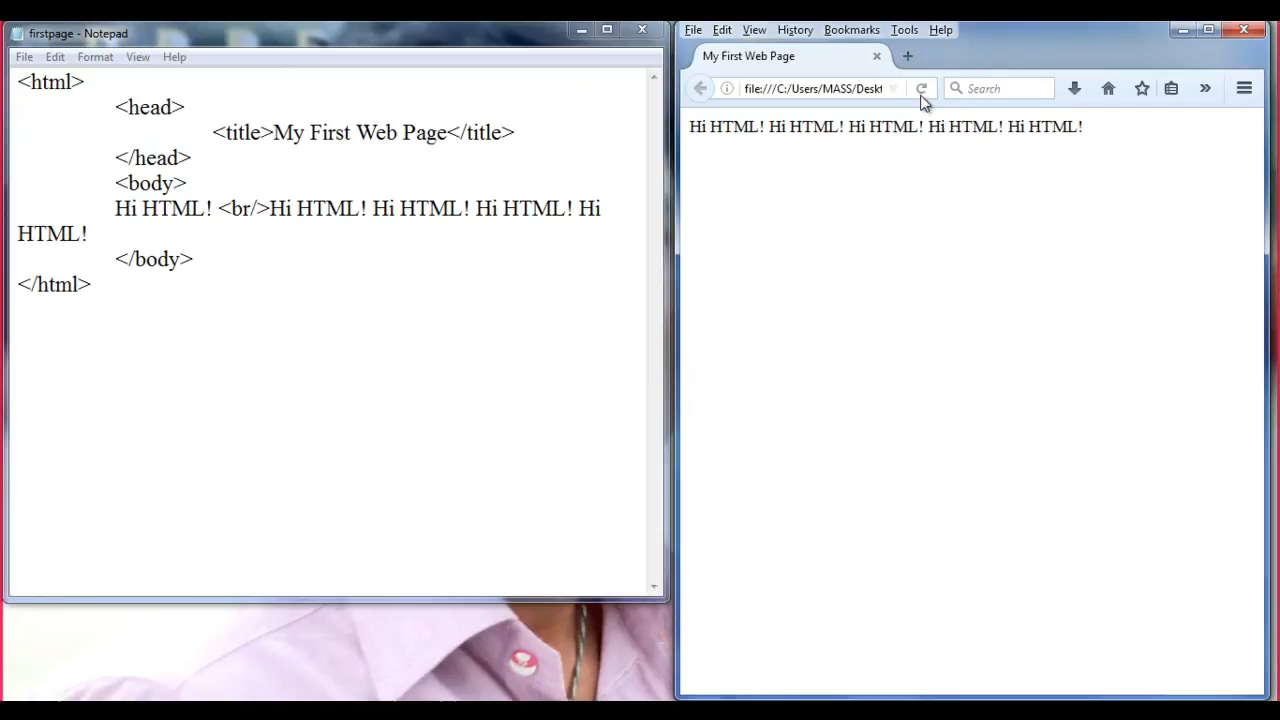 firstpage - Notepad
File Edit Format View Help
<html>
<head>
<title>My First Web Page</title>
</head>
<body>
Hi HTML! <br/>Hi HTML! Hi HTML! Hi HTML! Hi
HTML!
</body>
</html>
File Edit View History Bookmarks Tools Help
My First Web Page
file:///C:/Users/MASS/Deskt
Search
Hi HTML! Hi HTML! Hi HTML! Hi HTML! Hi HTML!